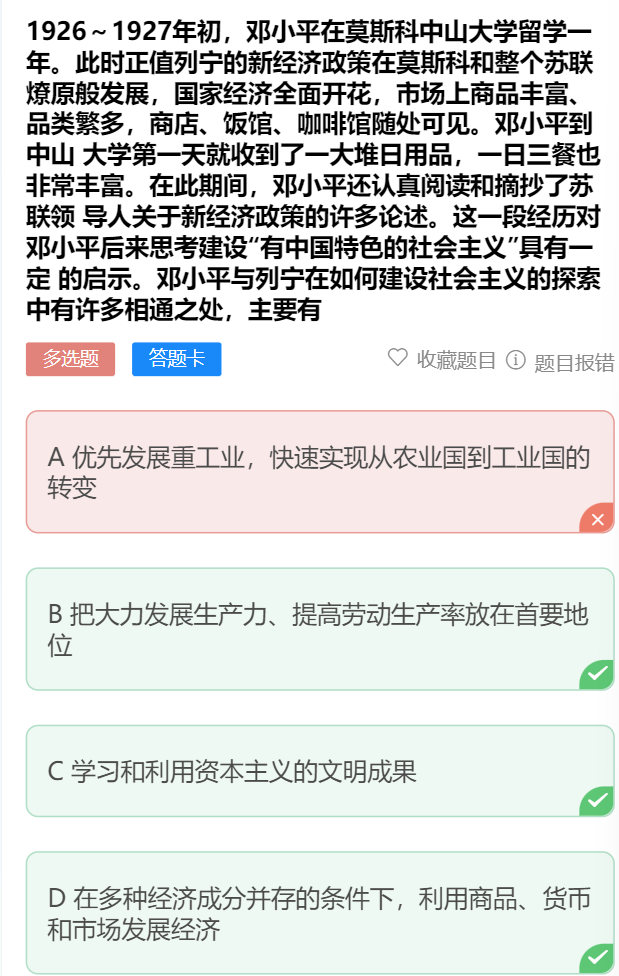 1926～1927年初，邓小平在莫斯科中山大学留学一
年。此时正值列宁的新经济政策在莫斯科和整个苏联
燎原般发展，国家经济全面开花，市场上商品丰富、
品类繁多，商店、饭馆、咖啡馆随处可见。邓小平到
中山 大学第一天就收到了一大堆日用品，一日三餐也
非常丰富。在此期间，邓小平还认真阅读和摘抄了苏
联领 导人关于新经济政策的许多论述。这一段经历对
邓小平后来思考建设“有中国特色的社会主义”具有一
定 的启示。邓小平与列宁在如何建设社会主义的探索
中有许多相通之处，主要有
多选题 答题卡 收藏题目 题目报错
A 优先发展重工业，快速实现从农业国到工业国的
转变
B 把大力发展生产力、提高劳动生产率放在首要地
位
C 学习和利用资本主义的文明成果
D 在多种经济成分并存的条件下，利用商品、货币
和市场发展经济